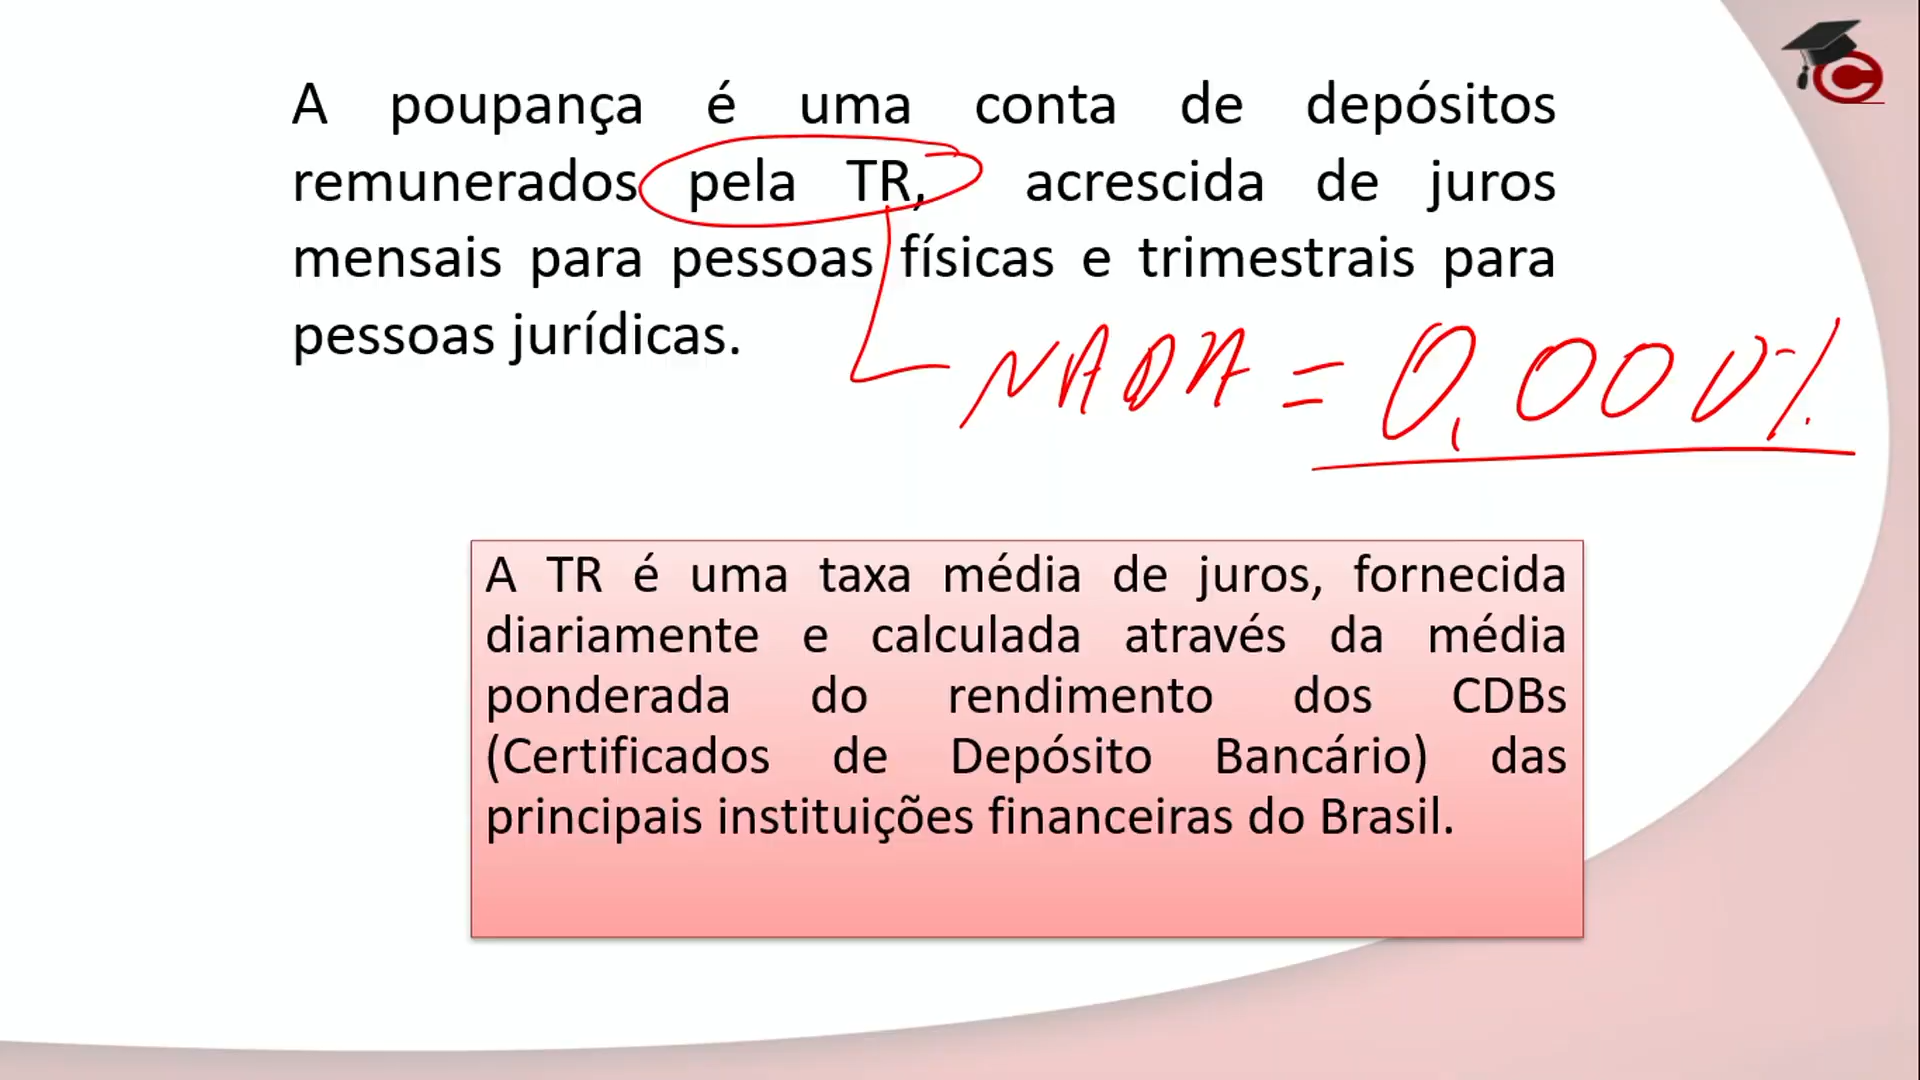 A poupança é uma conta de depósitos
remunerados pela TR, acrescida de juros
mensais para pessoas físicas e trimestrais para
pessoas jurídicas.
NADA = 0,000%
A TR é uma taxa média de juros, fornecida
diariamente e calculada através da média
ponderada do rendimento dos CDBs
(Certificados de Depósito Bancário) das
principais instituições financeiras do Brasil.